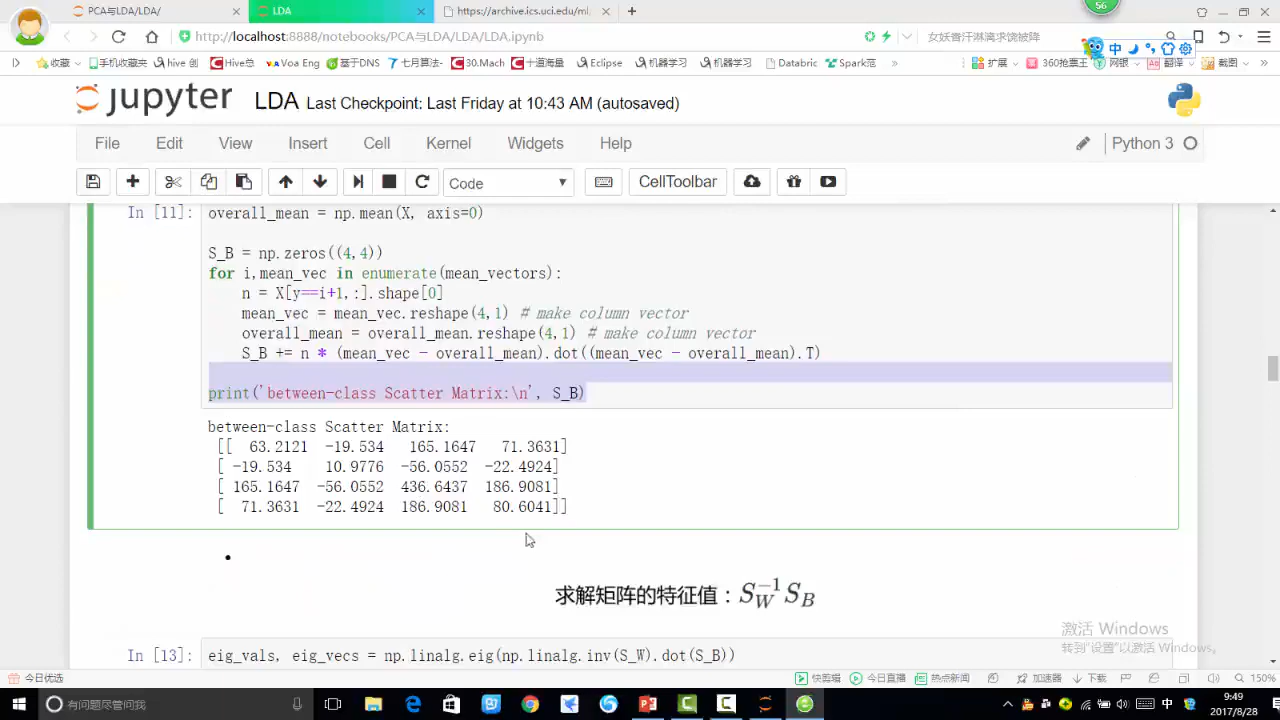 PCA与LDA/LDA/
LDA
https://archive.ics.uci.edu/ml
56
http://localhost:8888/notebooks/PCA与LDA/LDA/LDA.ipynb
收藏 手机收藏夹 hive 创 Hive总 Voa Eng 基于DNS 七月算法- 30.Mach 十道海量 Eclipse 机器学习 机器学习 Databric Spark范 » 扩展 360抢票王 网银 翻译 截图 »
中
jupyter LDA Last Checkpoint: Last Friday at 10:43 AM (autosaved)
File Edit View Insert Cell Kernel Widgets Help Python 3
Code CellToolbar
In [11]: overall_mean = np.mean(X, axis=0)
S_B = np.zeros((4,4))
for i,mean_vec in enumerate(mean_vectors):
n = X[y==i+1,:].shape[0]
mean_vec = mean_vec.reshape(4,1) # make column vector
overall_mean = overall_mean.reshape(4,1) # make column vector
S_B += n * (mean_vec - overall_mean).dot((mean_vec - overall_mean).T)
print('between-class Scatter Matrix:\n', S_B)
between-class Scatter Matrix:
[[ 63.2121 -19.534 165.1647 71.3631]
[ -19.534 10.9776 -56.0552 -22.4924]
[ 165.1647 -56.0552 436.6437 186.9081]
[ 71.3631 -22.4924 186.9081 80.6041]]
求解矩阵的特征值：$S_W^{-1}S_B$
激活 Windows
转到"设置"以激活 Windows。
In [13]: eig_vals, eig_vecs = np.linalg.eig(np.linalg.inv(S_W).dot(S_B))
今日优选 快剪辑 今日直播 热点新闻 加速器 下载 150%
有问题尽管问我
中
9:49
2017/8/28